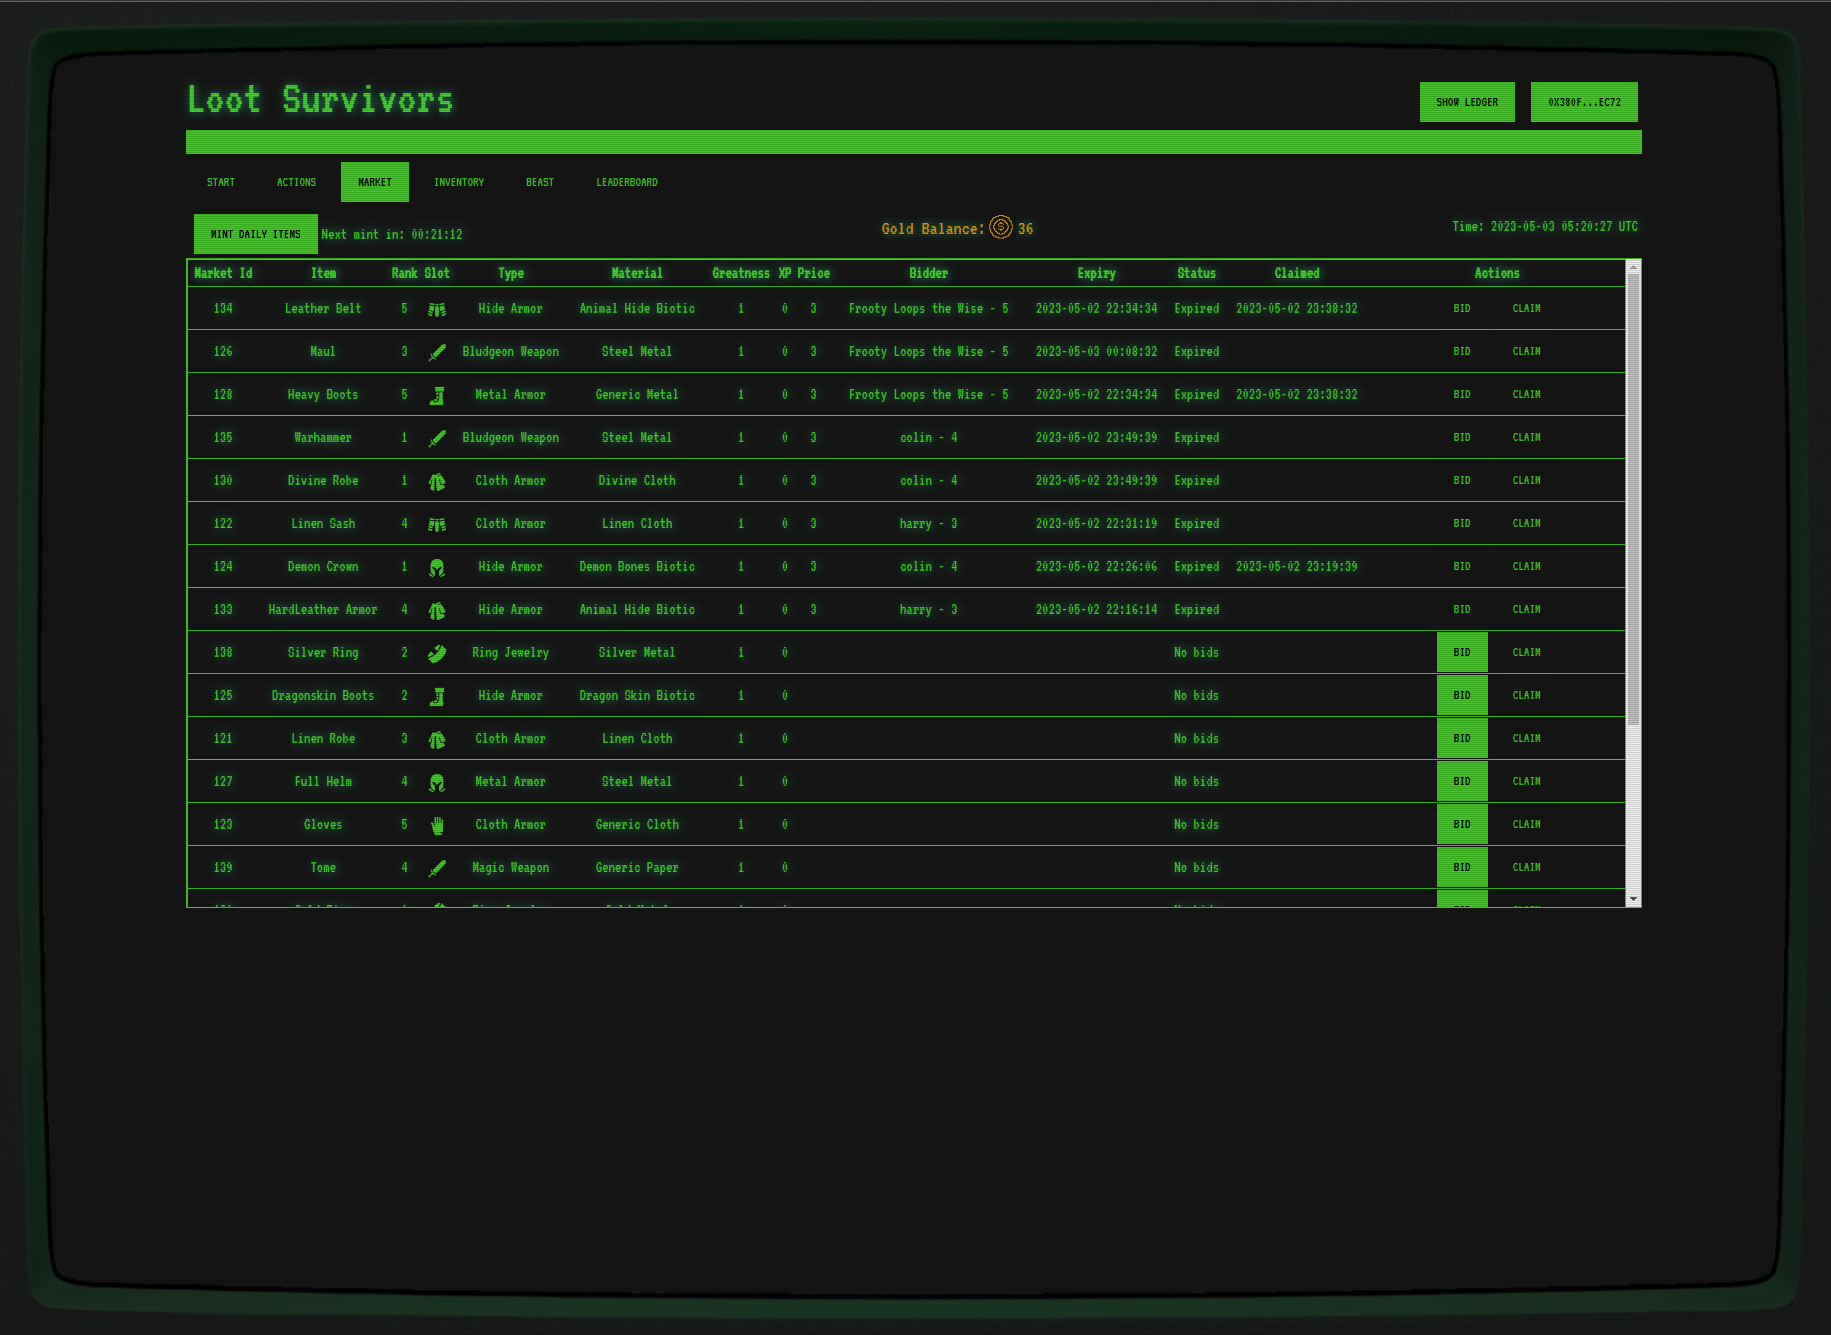 Loot Survivors
SHOW LEDGER 0X380F...EC72
START ACTIONS MARKET INVENTORY BEAST LEADERBOARD
MINT DAILY ITEMS Next mint in: 00:21:12 Gold Balance: 36 Time: 2023-05-03 05:20:27 UTC
Market Id Item Rank Slot Type Material Greatness XP Price Bidder Expiry Status Claimed Actions
134 Leather Belt 5 Hide Armor Animal Hide Biotic 1 0 3 Frooty Loops the Wise - 5 2023-05-02 22:34:34 Expired 2023-05-02 23:38:32 BID CLAIM
126 Maul 3 Bludgeon Weapon Steel Metal 1 0 3 Frooty Loops the Wise - 5 2023-05-03 00:08:32 Expired BID CLAIM
128 Heavy Boots 5 Metal Armor Generic Metal 1 0 3 Frooty Loops the Wise - 5 2023-05-02 22:34:34 Expired 2023-05-02 23:38:32 BID CLAIM
135 Warhammer 1 Bludgeon Weapon Steel Metal 1 0 3 colin - 4 2023-05-02 23:49:39 Expired BID CLAIM
130 Divine Robe 1 Cloth Armor Divine Cloth 1 0 3 colin - 4 2023-05-02 23:49:39 Expired BID CLAIM
122 Linen Sash 4 Cloth Armor Linen Cloth 1 0 3 harry - 3 2023-05-02 22:31:19 Expired BID CLAIM
124 Demon Crown 1 Hide Armor Demon Bones Biotic 1 0 3 colin - 4 2023-05-02 22:26:06 Expired 2023-05-02 23:19:39 BID CLAIM
133 HardLeather Armor 4 Hide Armor Animal Hide Biotic 1 0 3 harry - 3 2023-05-02 22:16:14 Expired BID CLAIM
138 Silver Ring 2 Ring Jewelry Silver Metal 1 0 No bids BID CLAIM
125 Dragonskin Boots 2 Hide Armor Dragon Skin Biotic 1 0 No bids BID CLAIM
121 Linen Robe 3 Cloth Armor Linen Cloth 1 0 No bids BID CLAIM
127 Full Helm 4 Metal Armor Steel Metal 1 0 No bids BID CLAIM
123 Gloves 5 Cloth Armor Generic Cloth 1 0 No bids BID CLAIM
139 Tome 4 Magic Weapon Generic Paper 1 0 No bids BID CLAIM